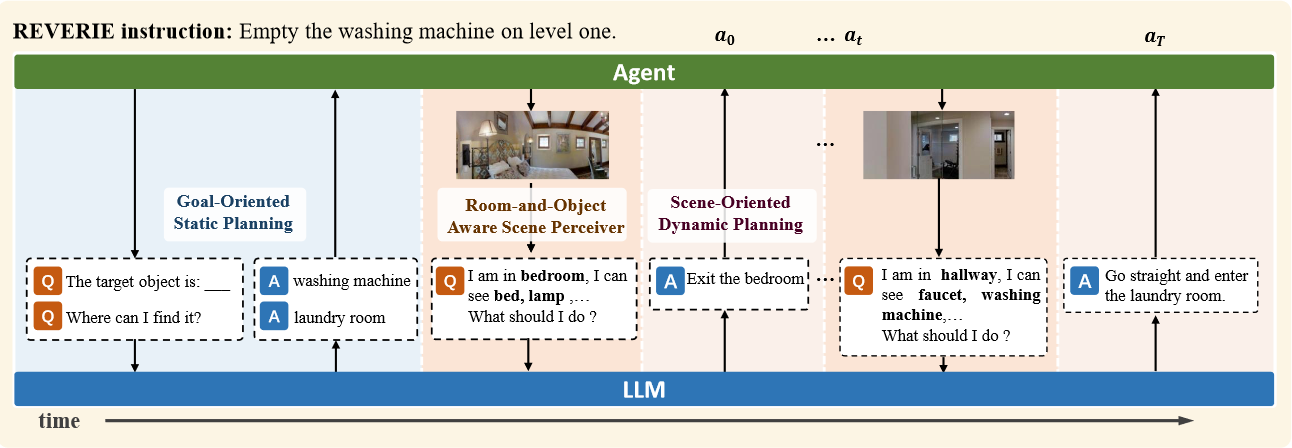 REVERIE instruction: Empty the washing machine on level one.
a0 ... at aT
Agent
Goal-Oriented
Static Planning
Room-and-Object
Aware Scene Perceiver
Scene-Oriented
Dynamic Planning
...
Q The target object is: ___
Q Where can I find it?
A washing machine
A laundry room
Q I am in bedroom, I can
see bed, lamp ,…
What should I do ?
A Exit the bedroom
...
Q I am in hallway, I can
see faucet, washing
machine,…
What should I do ?
A Go straight and enter
the laundry room.
LLM
time